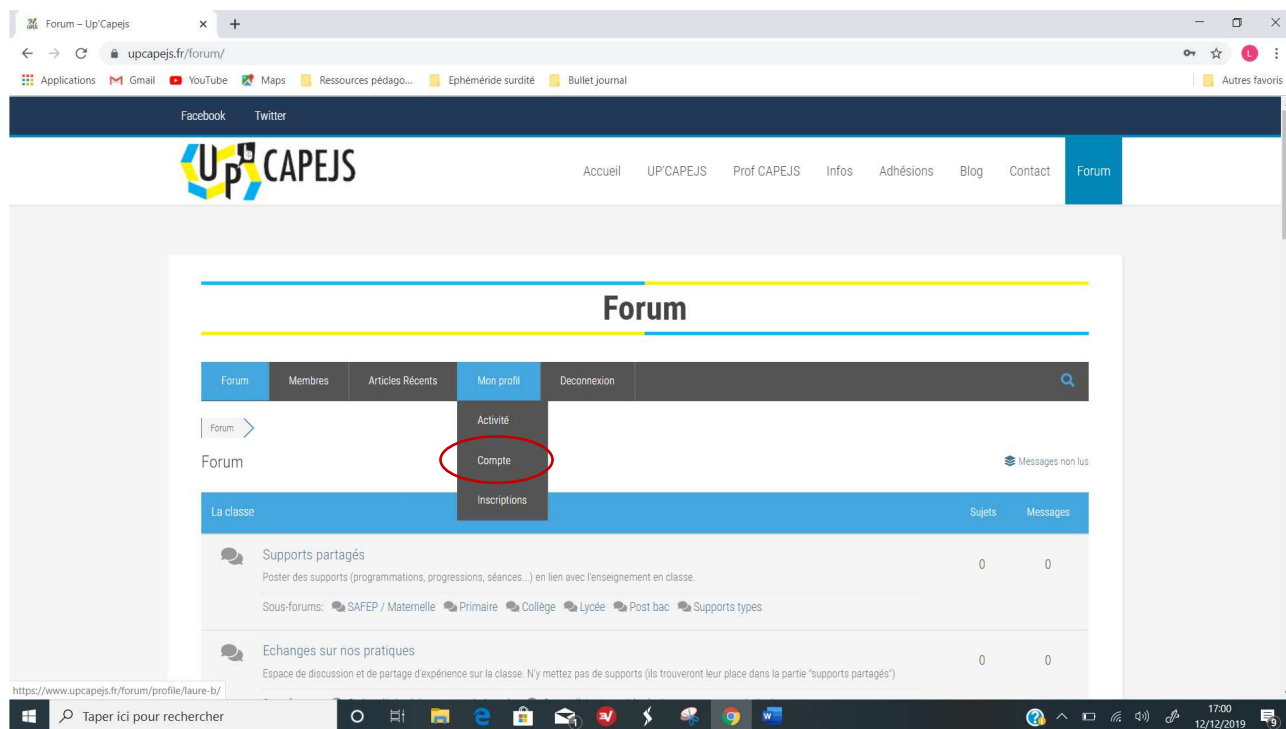 Forum – Up'Capejs
upcapejs.fr/forum/
L
Applications Gmail YouTube Maps Ressources pédago... Ephéméride surdité Bullet journal Autres favoris
Facebook Twitter
Up CAPEJS
Accueil UP'CAPEJS Prof CAPEJS Infos Adhésions Blog Contact Forum
Forum
Forum Membres Articles Récents Mon profil Deconnexion
Activité
Forum
Compte
Forum Messages non lus
Inscriptions
La classe Sujets Messages
Supports partagés 0 0
Poster des supports (programmations, progressions, séances...) en lien avec l'enseignement en classe.
Sous-forums: SAFEP / Maternelle Primaire Collège Lycée Post bac Supports types
Echanges sur nos pratiques 0 0
Espace de discussion et de partage d'expérience sur la classe. N'y mettez pas de supports (ils trouveront leur place dans la partie "supports partagés")
https://www.upcapejs.fr/forum/profile/laure-b/
Taper ici pour rechercher
17:00
12/12/2019